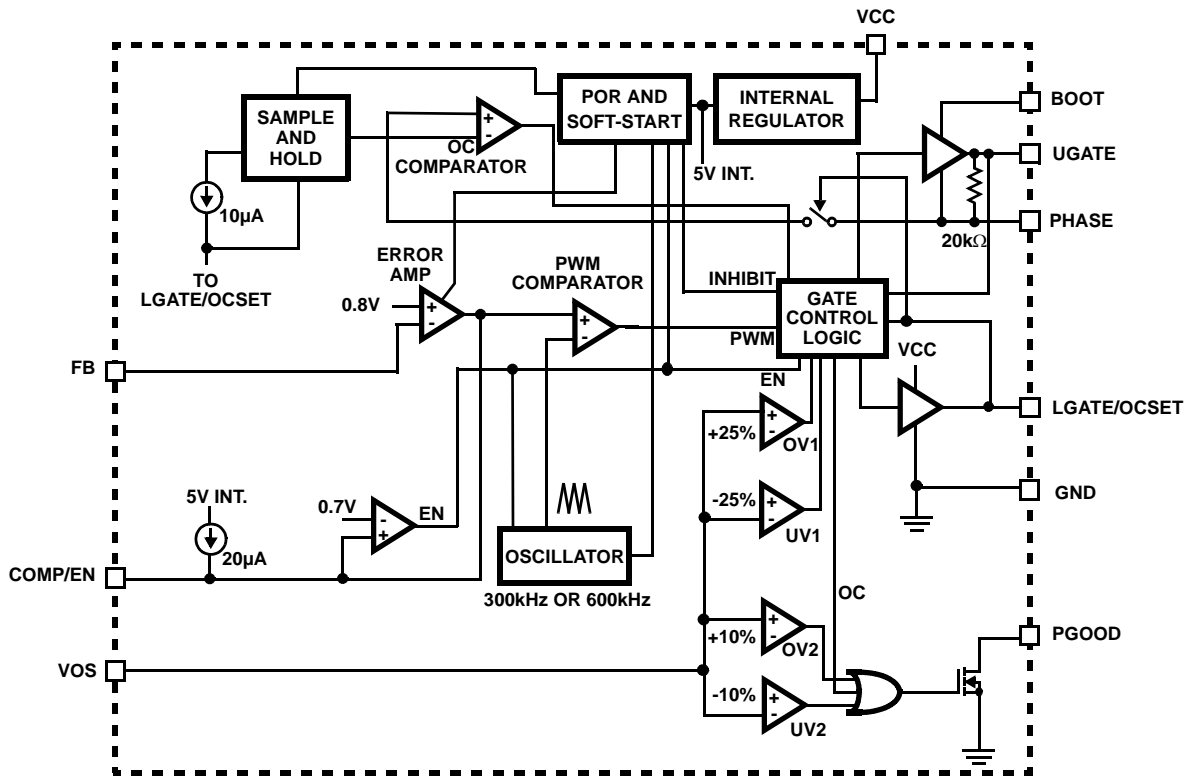 VCC
BOOT
UGATE
PHASE
LGATE/OCSET
GND
PGOOD
FB
COMP/EN
VOS
SAMPLE
AND
HOLD
10µA
TO
LGATE/OCSET
+
-
OC
COMPARATOR
POR AND
SOFT-START
INTERNAL
REGULATOR
5V INT.
20kΩ
ERROR
AMP
0.8V
+
-
PWM
COMPARATOR
+
-
INHIBIT
PWM
GATE
CONTROL
LOGIC
EN
VCC
+25%
+
-
OV1
-25%
+
-
UV1
5V INT.
20µA
0.7V
-
+
EN
OSCILLATOR
300kHz OR 600kHz
OC
+10%
+
-
OV2
-10%
+
-
UV2